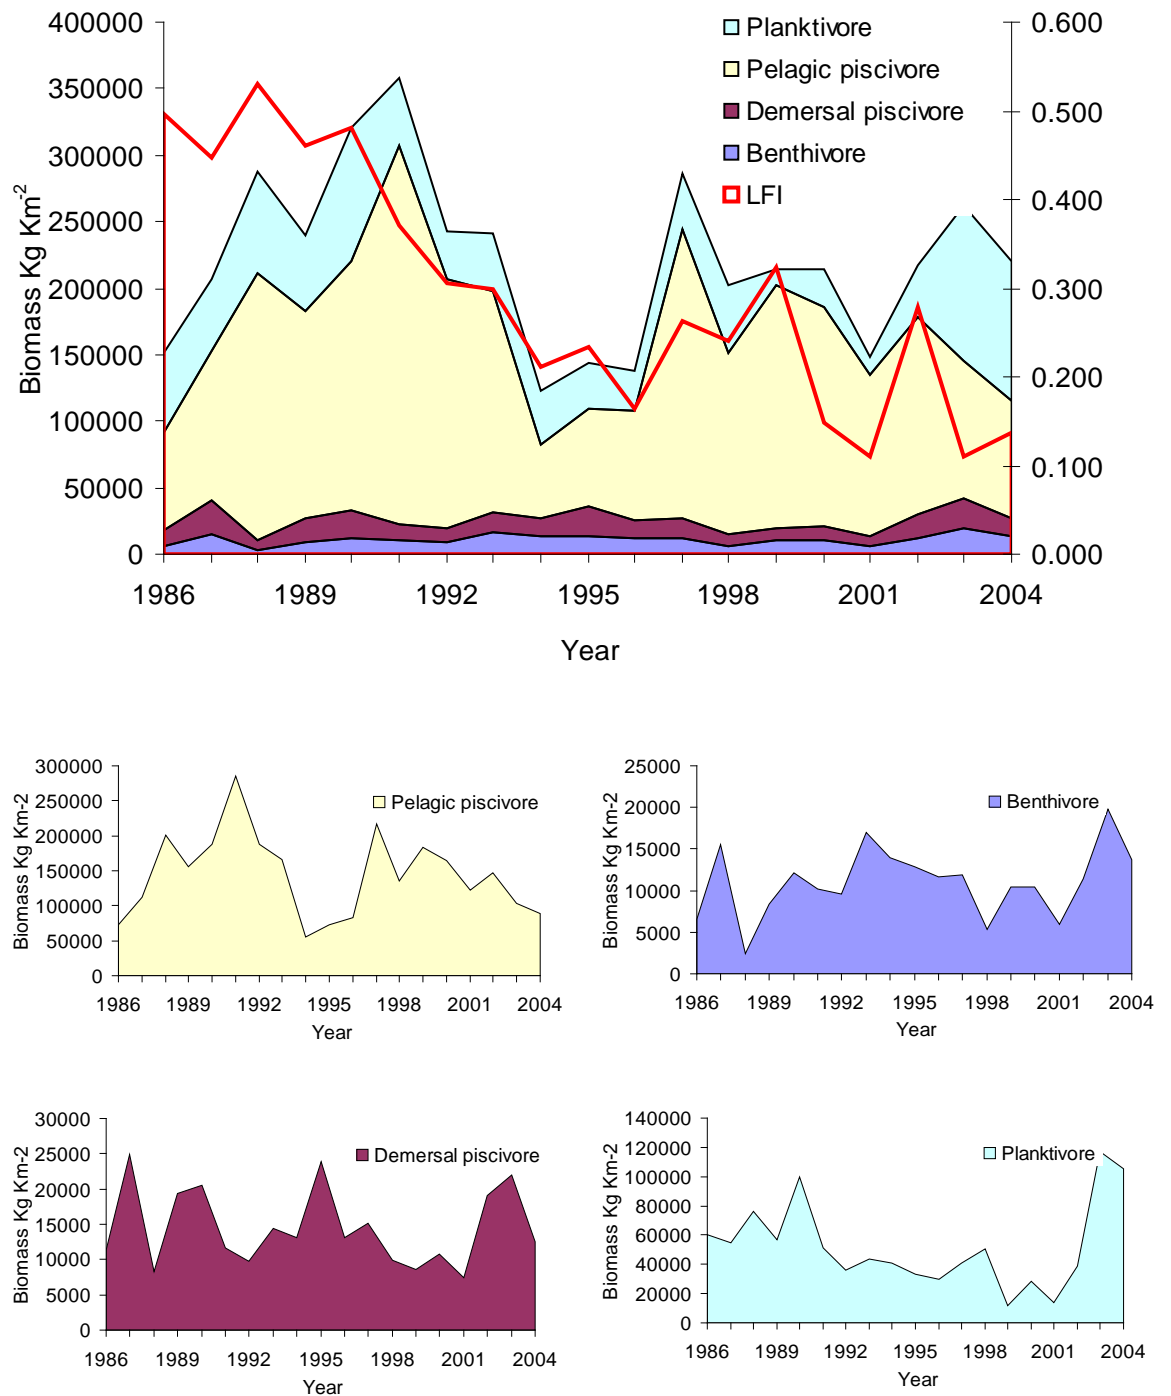 400000
350000
300000
250000
200000
150000
100000
50000
0
Biomass Kg Km-2
Planktivore
Pelagic piscivore
Demersal piscivore
Benthivore
LFI
0.600
0.500
0.400
0.300
0.200
0.100
0.000
1986 1989 1992 1995 1998 2001 2004
Year
300000
250000
200000
150000
100000
50000
0
Biomass Kg Km-2
Pelagic piscivore
1986 1989 1992 1995 1998 2001 2004
Year
25000
20000
15000
10000
5000
0
Biomass Kg Km-2
Benthivore
1986 1989 1992 1995 1998 2001 2004
Year
30000
25000
20000
15000
10000
5000
0
Biomass Kg Km-2
Demersal piscivore
1986 1989 1992 1995 1998 2001 2004
Year
140000
120000
100000
80000
60000
40000
20000
0
Biomass Kg Km-2
Planktivore
1986 1989 1992 1995 1998 2001 2004
Year